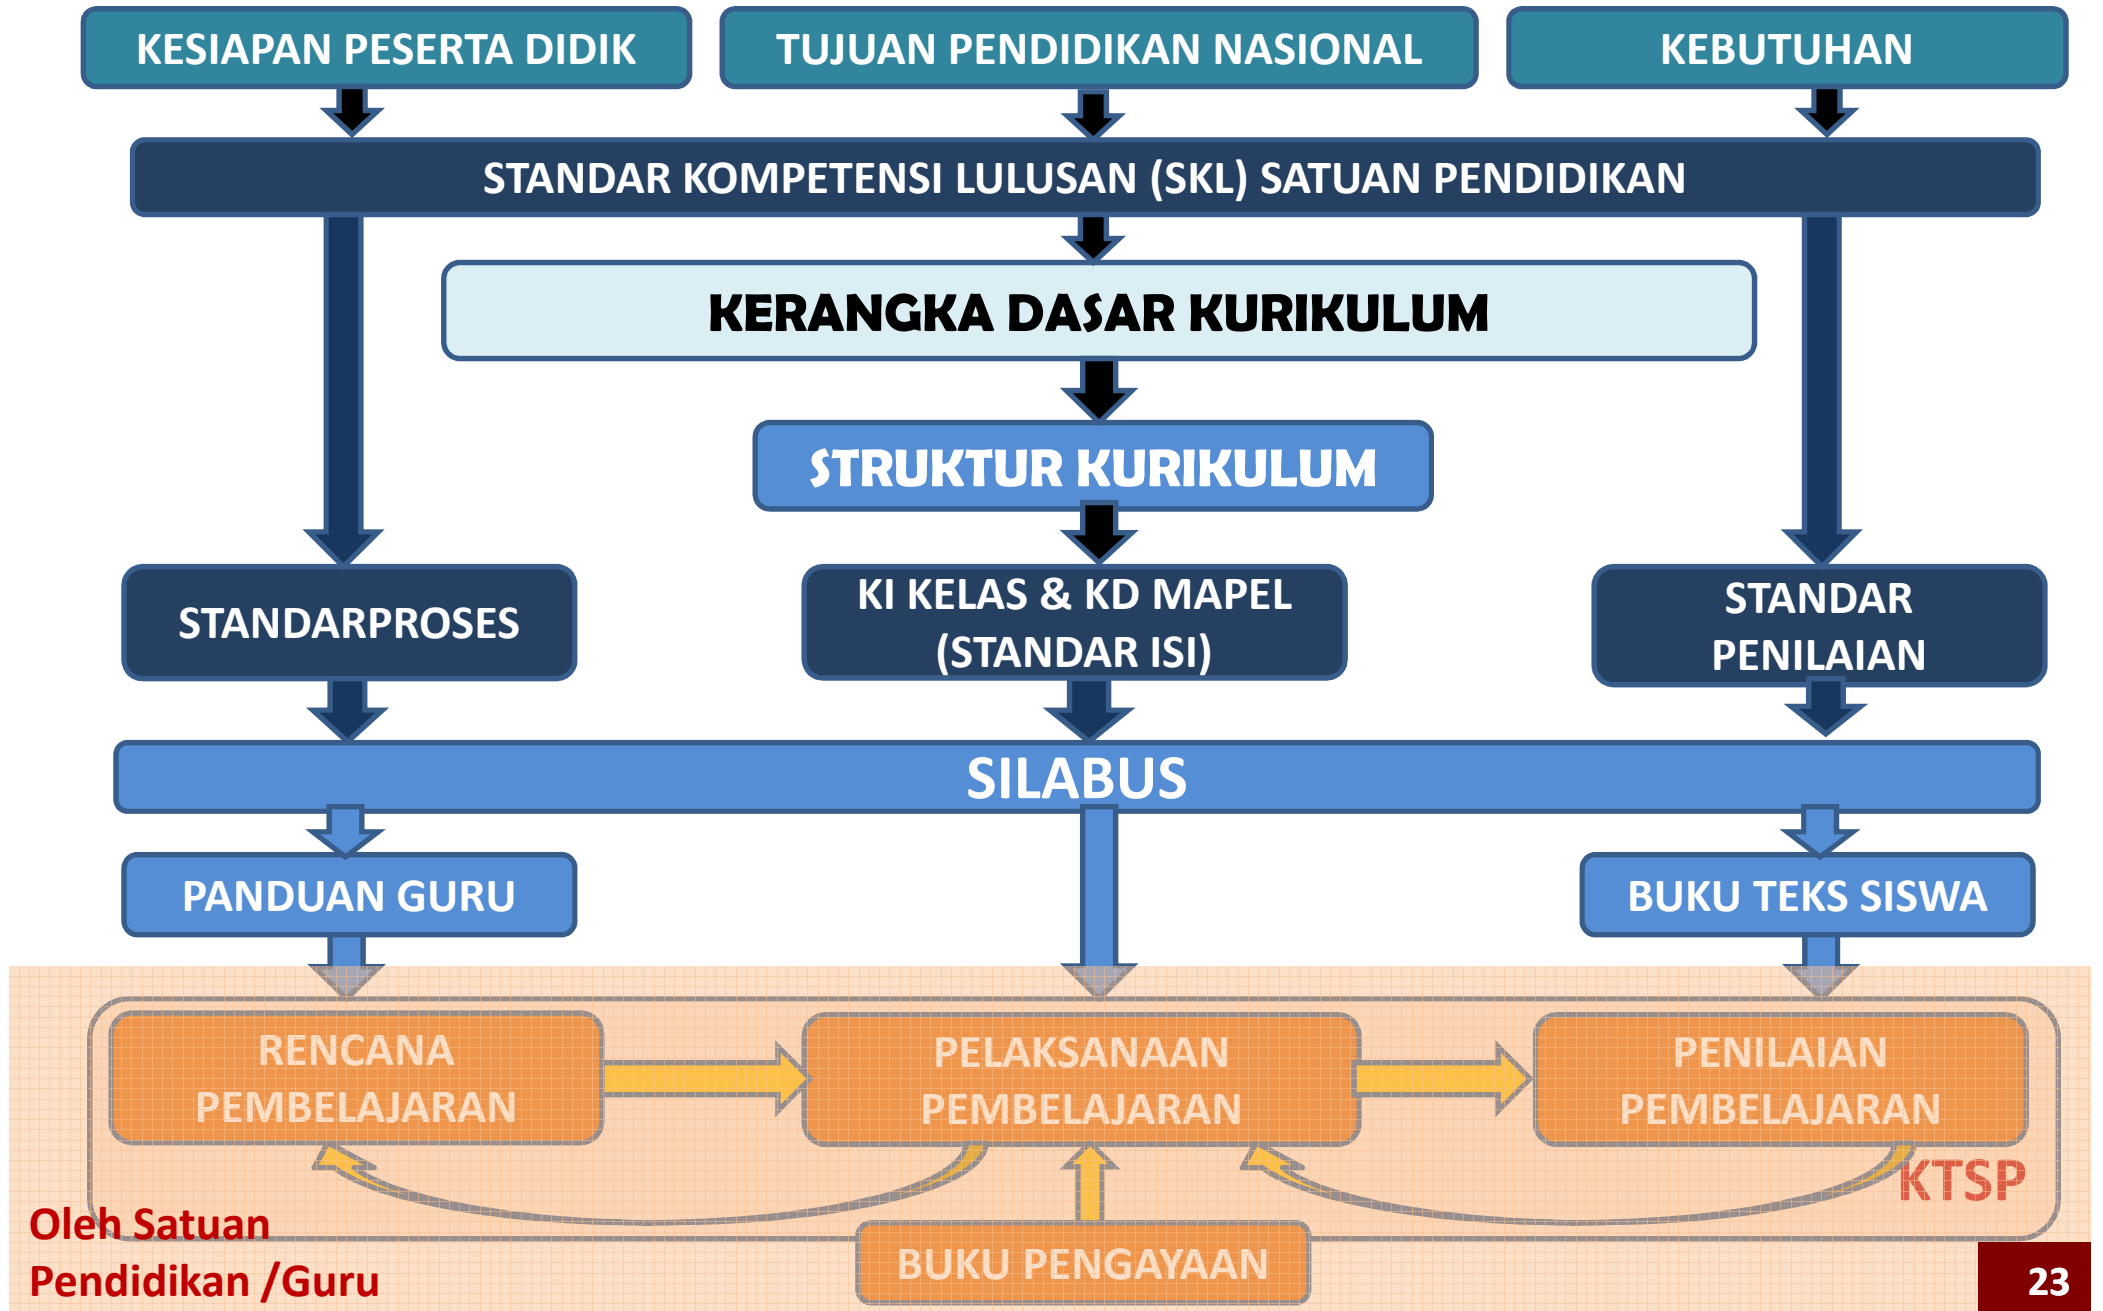 KESIAPAN PESERTA DIDIK
TUJUAN PENDIDIKAN NASIONAL
KEBUTUHAN
STANDAR KOMPETENSI LULUSAN (SKL) SATUAN PENDIDIKAN
KERANGKA DASAR KURIKULUM
STRUKTUR KURIKULUM
STANDARPROSES
KI KELAS & KD MAPEL
(STANDAR ISI)
STANDAR
PENILAIAN
SILABUS
PANDUAN GURU
BUKU TEKS SISWA
RENCANA
PEMBELAJARAN
PELAKSANAAN
PEMBELAJARAN
PENILAIAN
PEMBELAJARAN
KTSP
Oleh Satuan
Pendidikan /Guru
BUKU PENGAYAAN
23